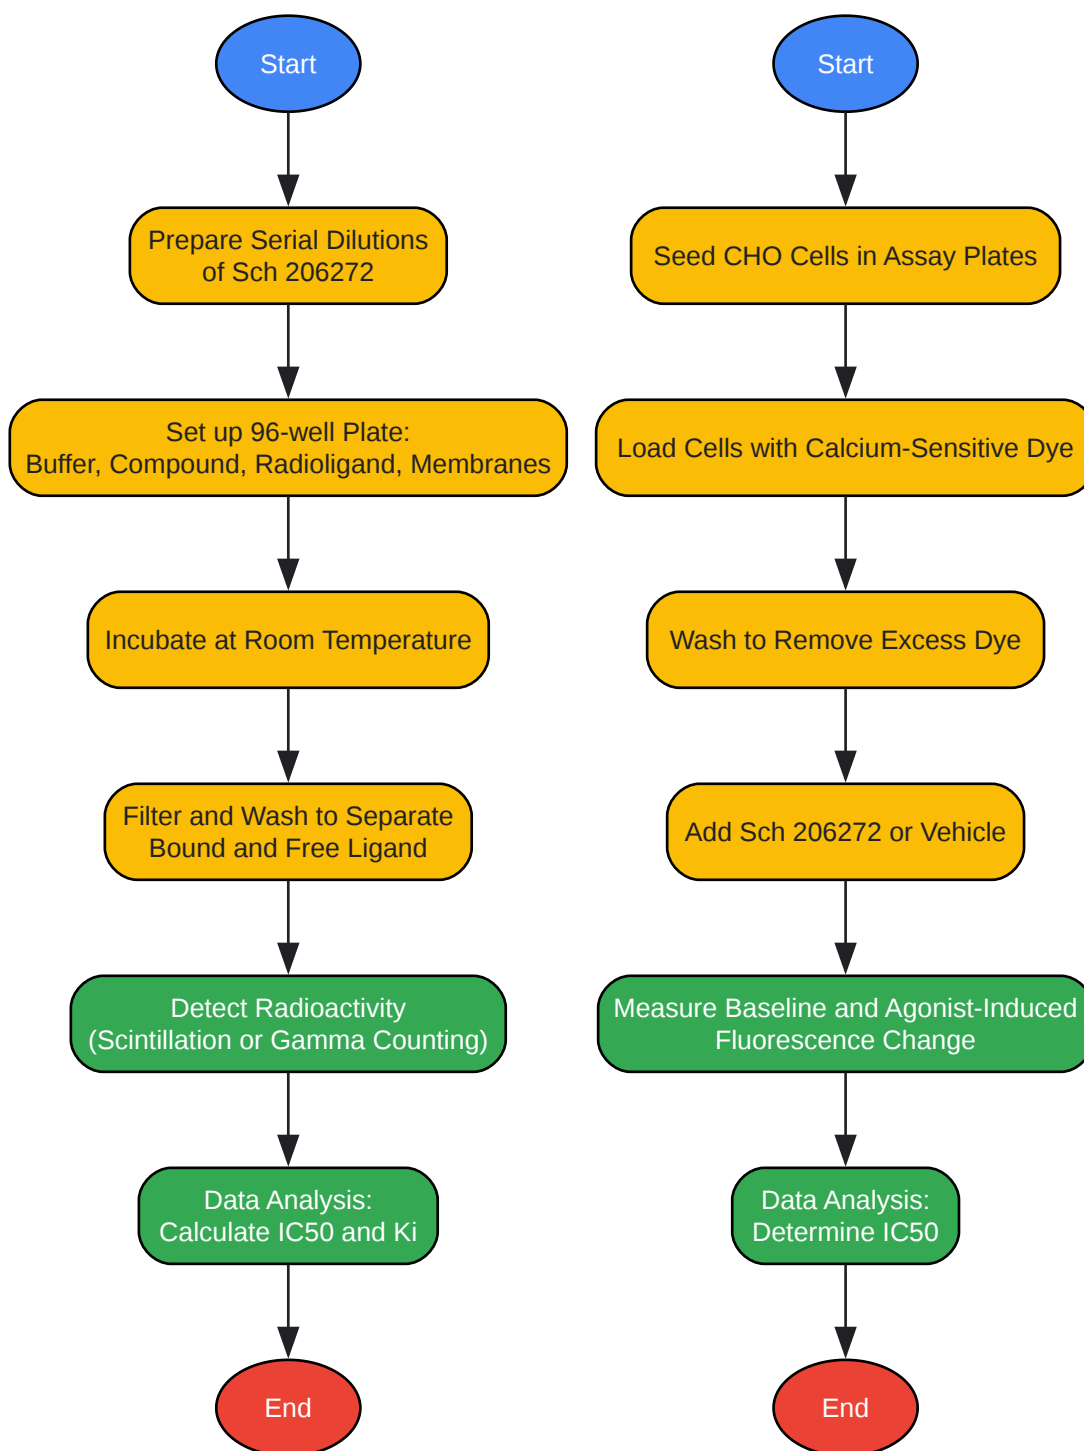 Start
Prepare Serial Dilutions
of Sch 206272
Set up 96-well Plate:
Buffer, Compound, Radioligand, Membranes
Incubate at Room Temperature
Filter and Wash to Separate
Bound and Free Ligand
Detect Radioactivity
(Scintillation or Gamma Counting)
Data Analysis:
Calculate IC50 and Ki
End
Start
Seed CHO Cells in Assay Plates
Load Cells with Calcium-Sensitive Dye
Wash to Remove Excess Dye
Add Sch 206272 or Vehicle
Measure Baseline and Agonist-Induced
Fluorescence Change
Data Analysis:
Determine IC50
End